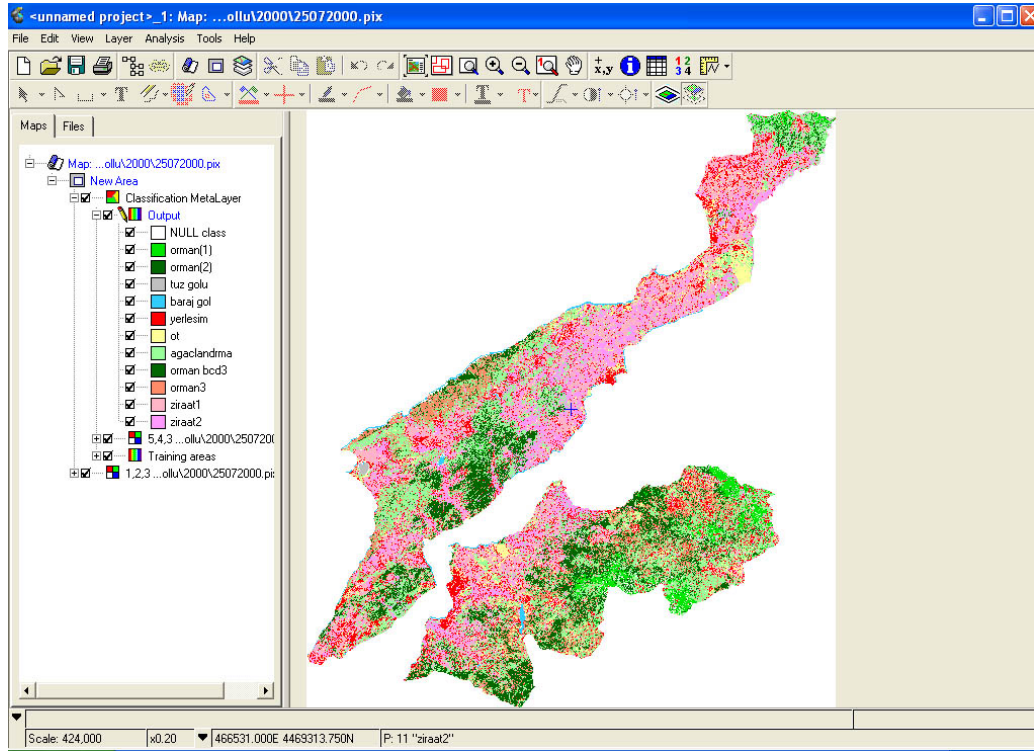 <unnamed project>_1: Map: ...ollu\2000\25072000.pix
File Edit View Layer Analysis Tools Help
Maps Files
Map: ...ollu\2000\25072000.pix
New Area
Classification MetaLayer
Output
NULL class
orman(1)
orman(2)
tuz golu
baraj gol
yerlesim
ot
agaclandrma
orman bcd3
orman3
ziraat1
ziraat2
5,4,3 ...ollu\2000\2507200
Training areas
1,2,3 ...ollu\2000\25072000.pi
Scale: 424,000 x0.20 466531.000E 4469313.750N P: 11 "ziraat2"